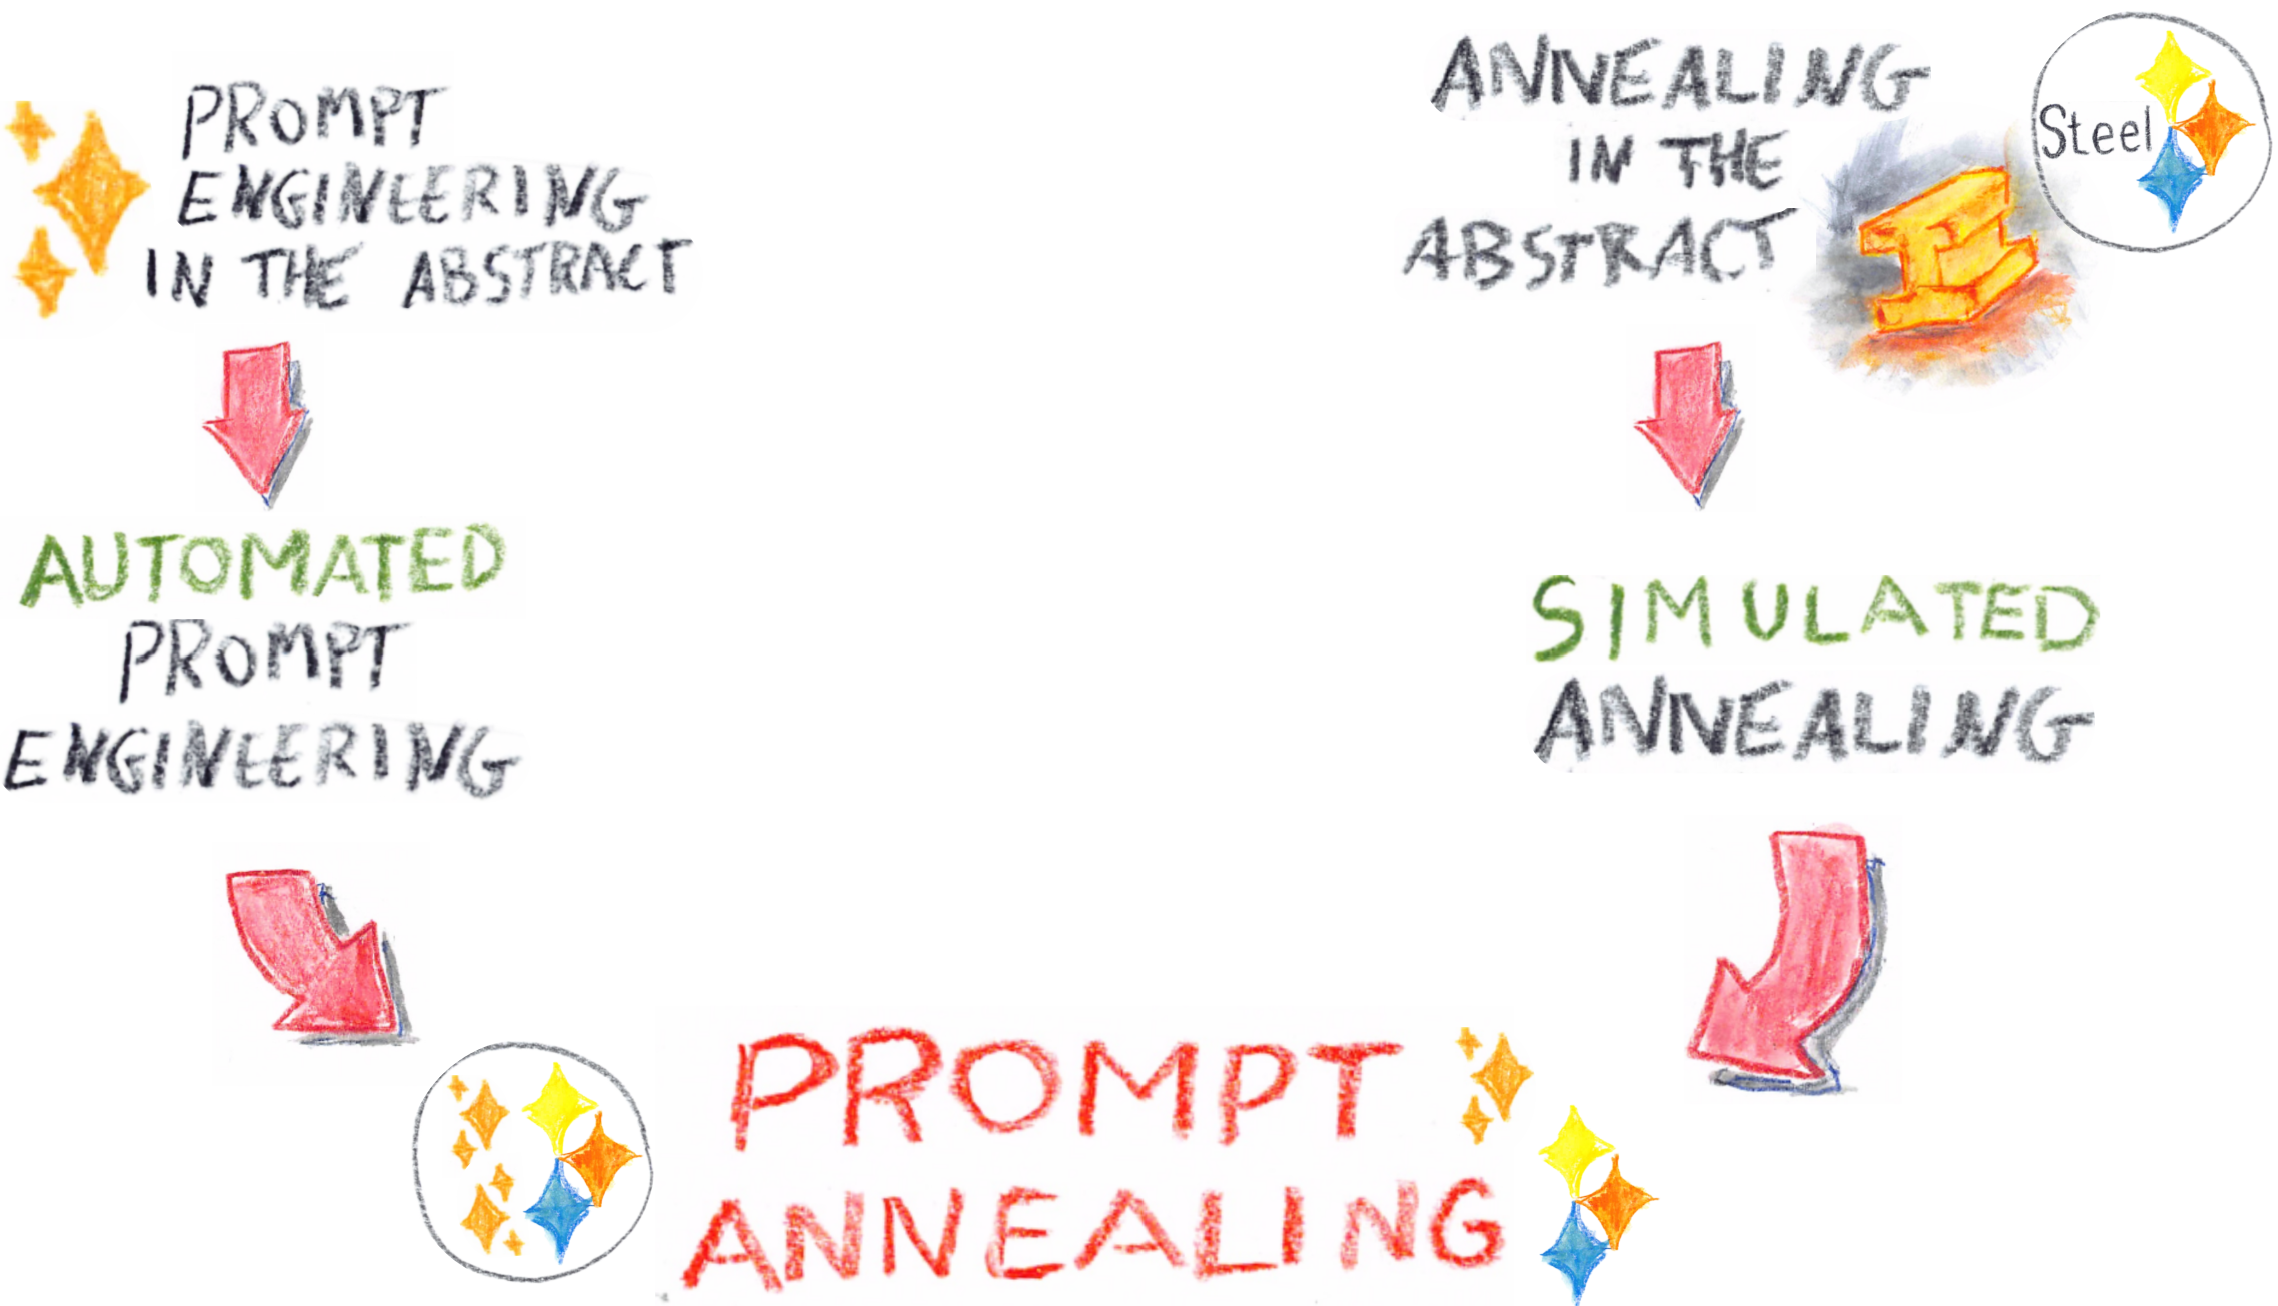 PROMPT
ENGINEERING
IN THE ABSTRACT
AUTOMATED
PROMPT
ENGINEERING
ANNEALING
IN THE
ABSTRACT
Steel
SIMULATED
ANNEALING
PROMPT
ANNEALING